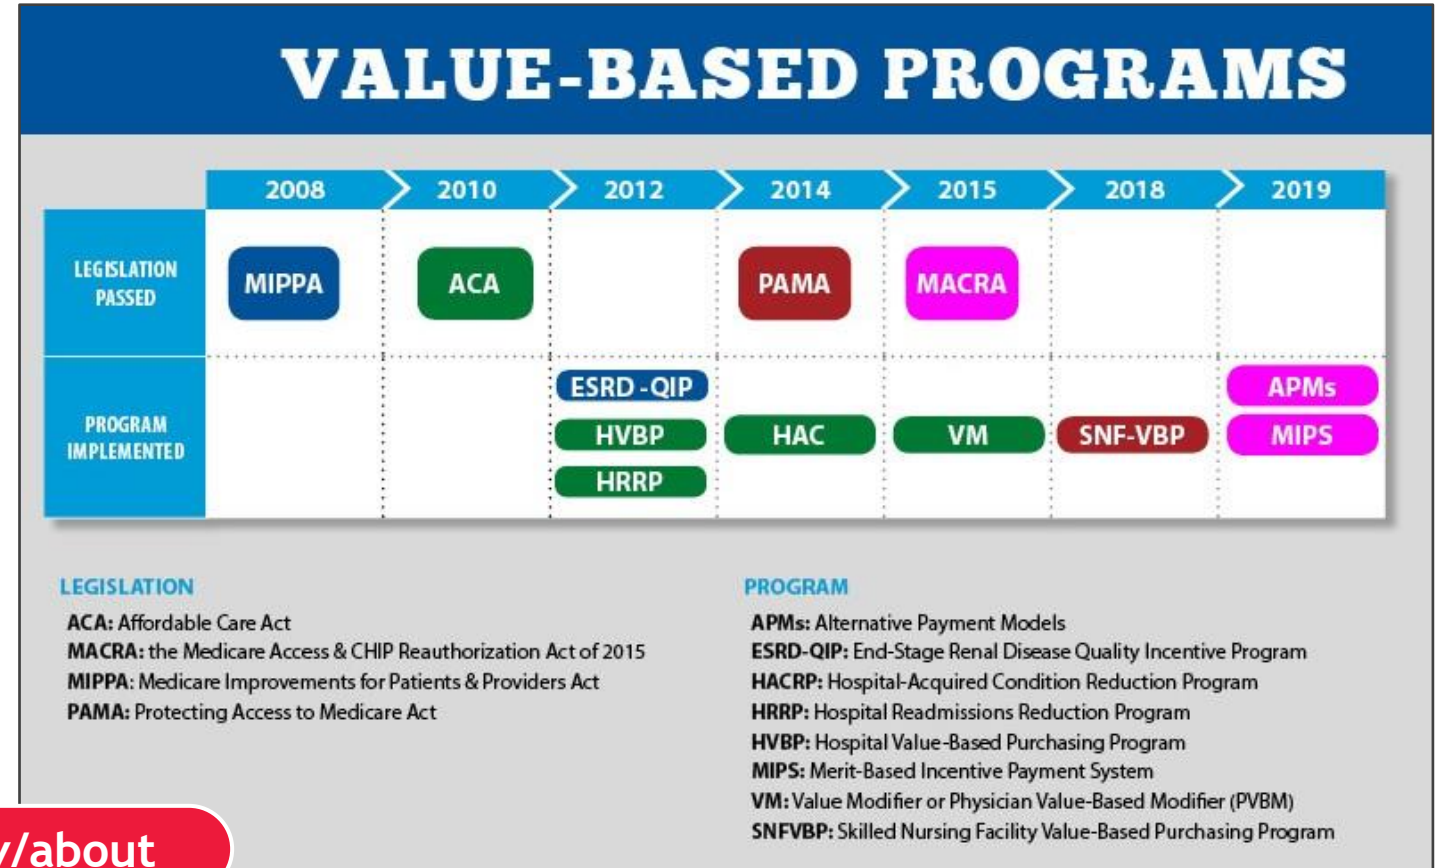 VALUE-BASED PROGRAMS
2008 2010 2012 2014 2015 2018 2019
LEGISLATION
PASSED
MIPPA ACA PAMA MACRA
PROGRAM
IMPLEMENTED
ESRD -QIP APMs
HVBP HAC VM SNF-VBP MIPS
HRRP
LEGISLATION
ACA: Affordable Care Act
MACRA: the Medicare Access & CHIP Reauthorization Act of 2015
MIPPA: Medicare Improvements for Patients & Providers Act
PAMA: Protecting Access to Medicare Act
PROGRAM
APMs: Alternative Payment Models
ESRD-QIP: End-Stage Renal Disease Quality Incentive Program
HACRP: Hospital-Acquired Condition Reduction Program
HRRP: Hospital Readmissions Reduction Program
HVBP: Hospital Value-Based Purchasing Program
MIPS: Merit-Based Incentive Payment System
VM: Value Modifier or Physician Value-Based Modifier (PVBM)
SNFVBP: Skilled Nursing Facility Value-Based Purchasing Program
/about